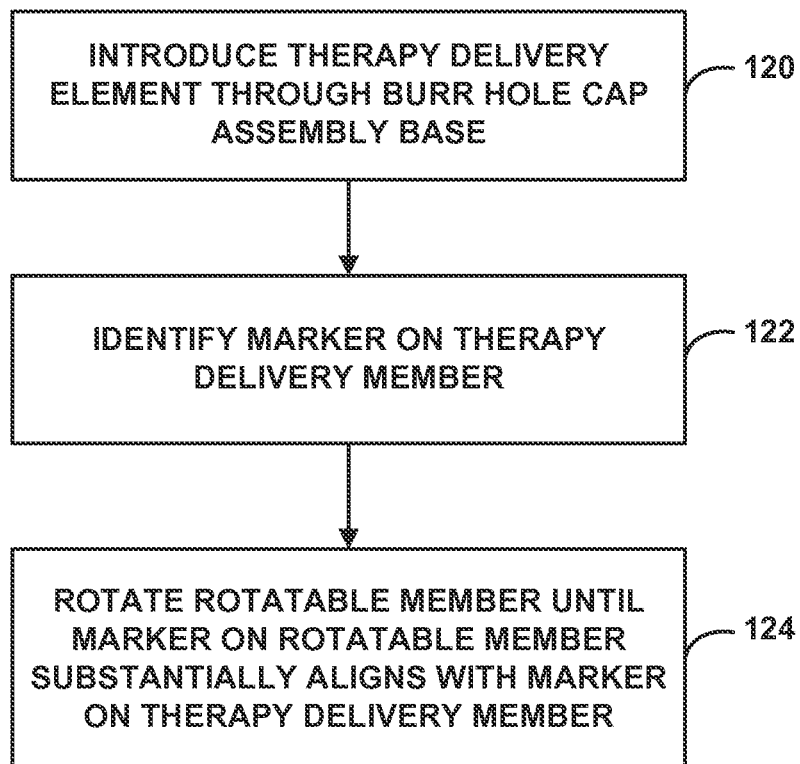 INTRODUCE THERAPY DELIVERY
ELEMENT THROUGH BURR HOLE CAP
ASSEMBLY BASE
120
IDENTIFY MARKER ON THERAPY
DELIVERY MEMBER
122
ROTATE ROTATABLE MEMBER UNTIL
MARKER ON ROTATABLE MEMBER
SUBSTANTIALLY ALIGNS WITH MARKER
ON THERAPY DELIVERY MEMBER
124